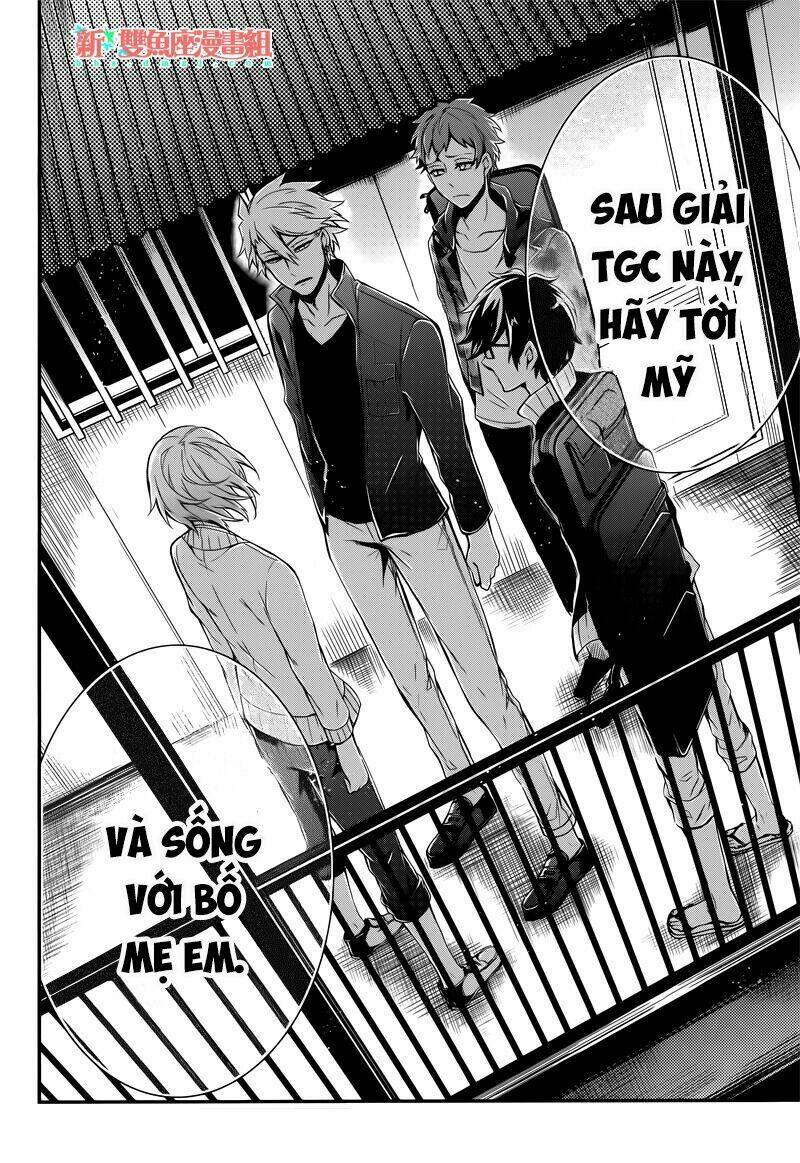 新☆雙魚座漫畫組
SAU GIẢI
TGC NÀY,
HÃY TỚI
MỸ
VÀ SỐNG
VỚI BỐ
MẸ EM.